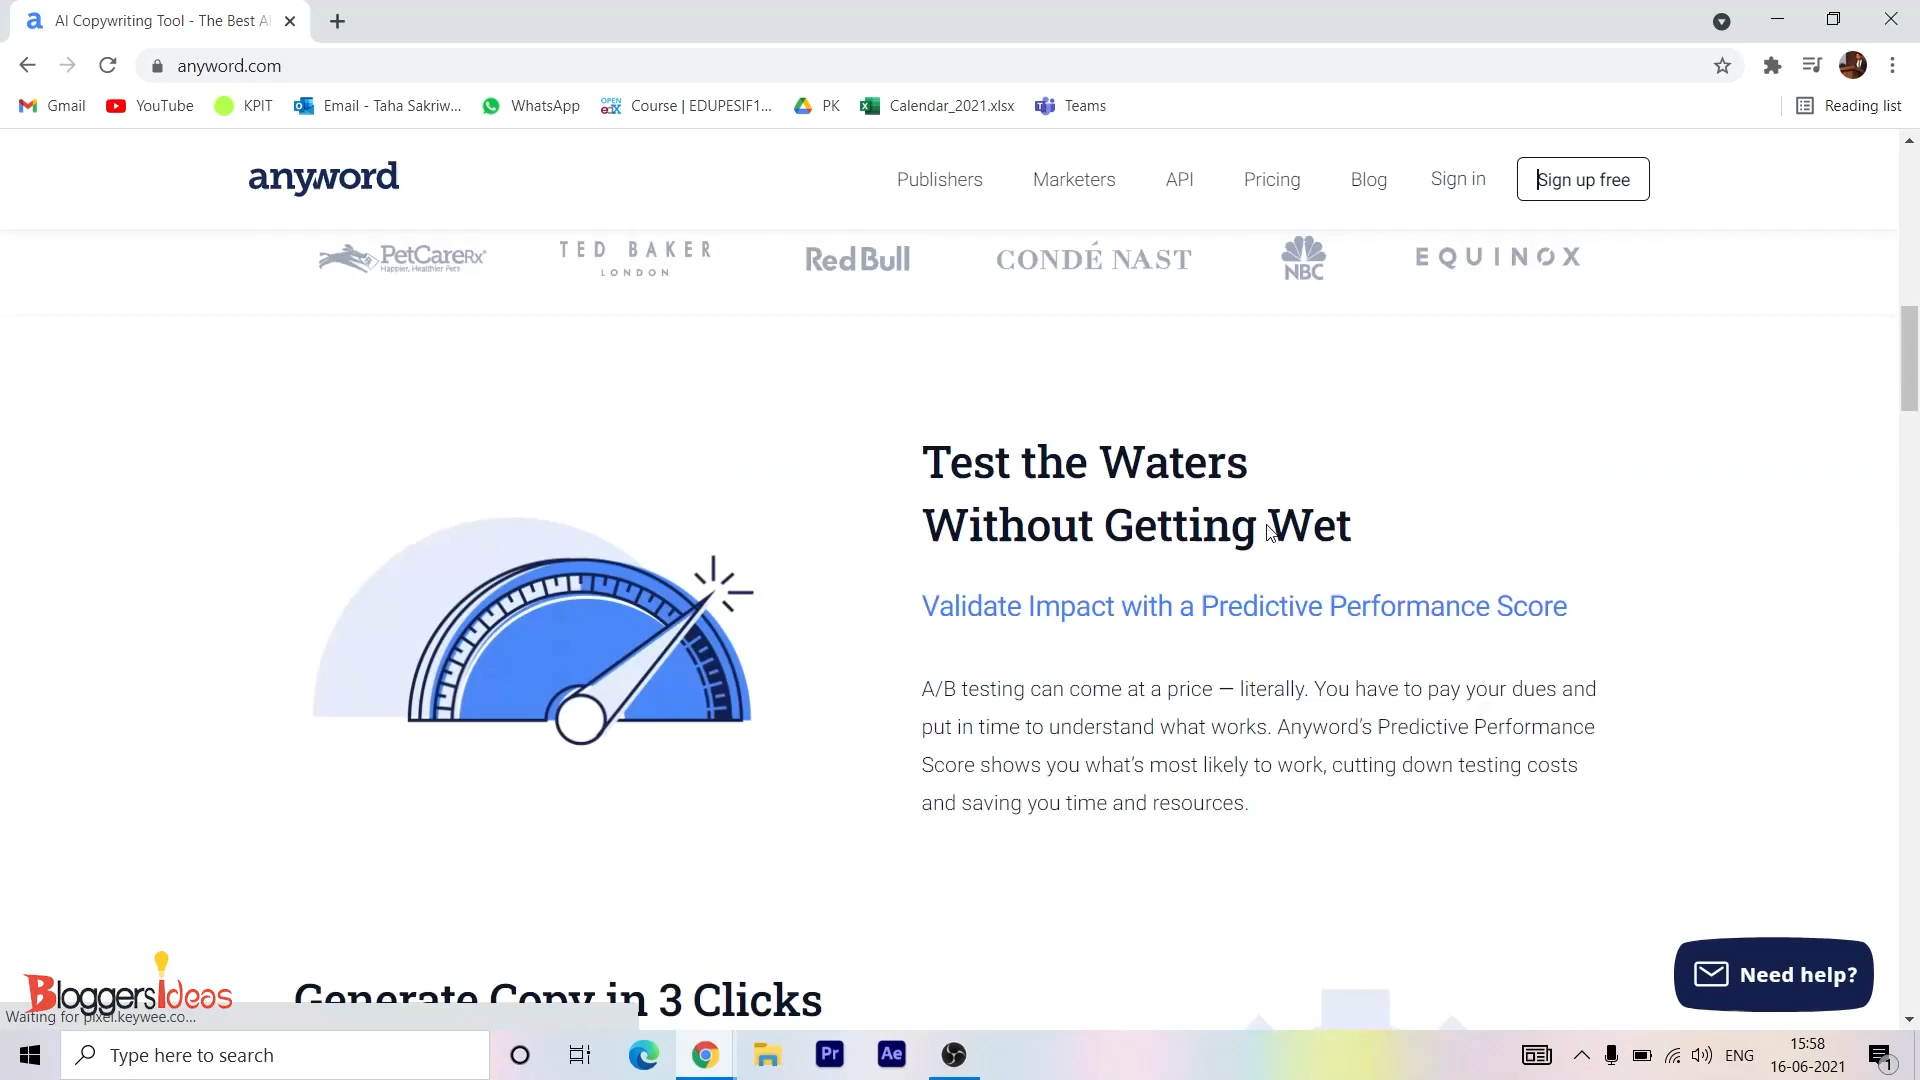 AI Copywriting Tool - The Best AI
anyword.com
Gmail YouTube KPIT Email - Taha Sakriw... WhatsApp Course | EDUPESIF1... PK Calendar_2021.xlsx Teams Reading list
anyword Publishers Marketers API Pricing Blog Sign in Sign up free
PetCareRx
Happier, Healthier Pets
TED BAKER
LONDON
Red Bull
CONDÉ NAST
NBC
EQUINOX
Test the Waters
Without Getting Wet
Validate Impact with a Predictive Performance Score
A/B testing can come at a price — literally. You have to pay your dues and
put in time to understand what works. Anyword's Predictive Performance
Score shows you what's most likely to work, cutting down testing costs
and saving you time and resources.
Generate Copy in 3 Clicks
BloggersIdeas
Need help?
Waiting for pixel.keywee.co...
Type here to search
Pr Ae
ENG
15:58
16-06-2021
1